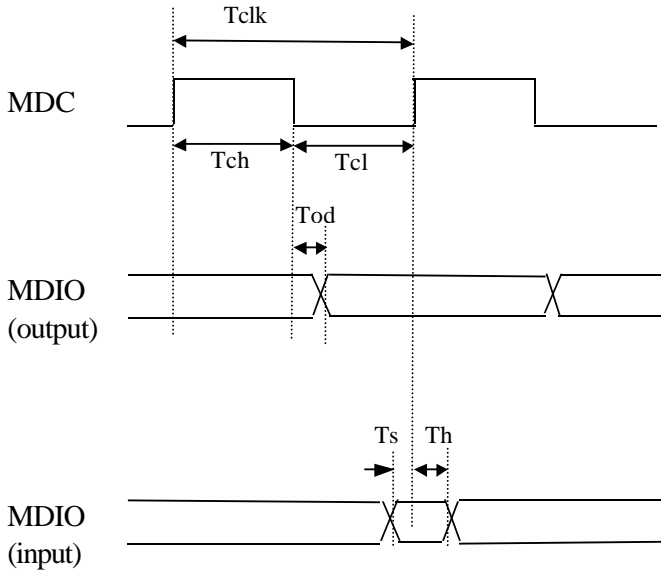 Tclk
MDC
Tch
Tcl
Tod
MDIO
(output)
Ts
Th
MDIO
(input)